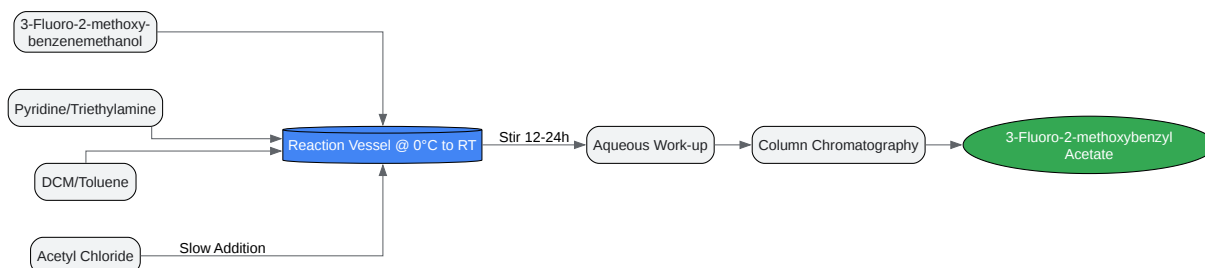 3-Fluoro-2-methoxy-
benzenemethanol
Pyridine/Triethylamine
DCM/Toluene
Acetyl Chloride
Slow Addition
Reaction Vessel @ 0°C to RT
Stir 12-24h
Aqueous Work-up
Column Chromatography
3-Fluoro-2-methoxybenzyl
Acetate